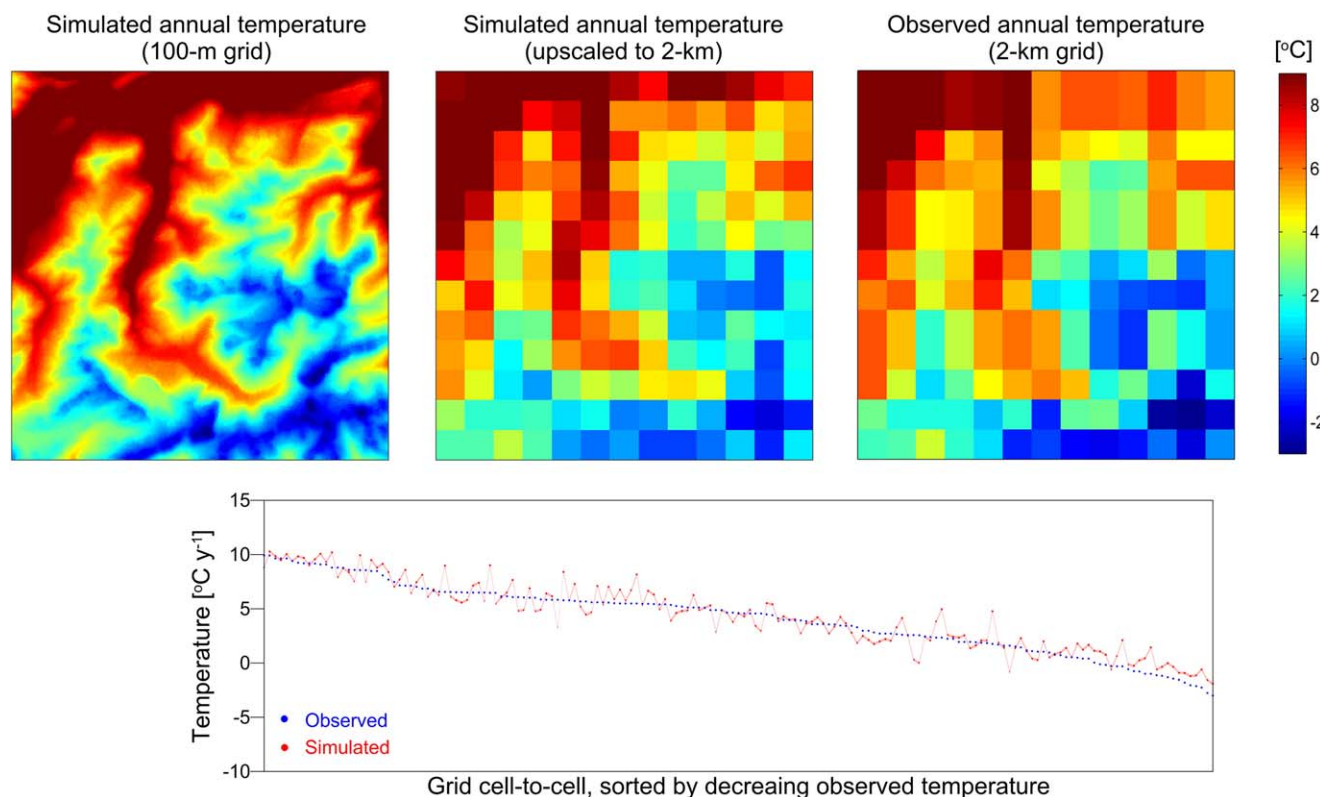 Simulated annual temperature
(100-m grid)
Simulated annual temperature
(upscaled to 2-km)
Observed annual temperature
(2-km grid)
[°C]
8
6
4
2
0
-2
15
10
5
0
-5
-10
Temperature [°C y⁻¹]
Observed
Simulated
Grid cell-to-cell, sorted by decreaing observed temperature